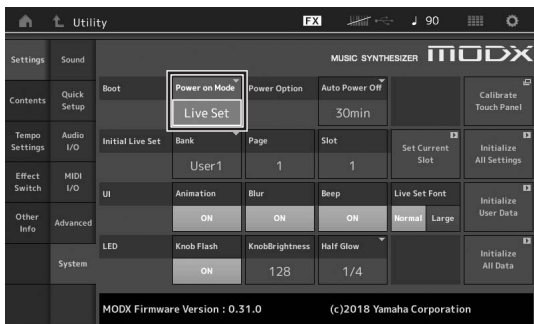 Utility FX 90
Settings Sound MUSIC SYNTHESIZER MODX
Boot Power on Mode Power Option Auto Power Off Calibrate
Touch Panel
Live Set 30min
Contents Quick
Setup
Tempo
Settings Audio
I/O
Initial Live Set Bank Page Slot Set Current
Slot Initialize
All Settings
User1 1 1
Effect
Switch MIDI
I/O
UI Animation Blur Beep Live Set Font Initialize
User Data
ON ON ON Normal Large
Other
Info Advanced
LED Knob Flash KnobBrightness Half Glow Initialize
All Data
System ON 128 1/4
MODX Firmware Version : 0.31.0 (c)2018 Yamaha Corporation